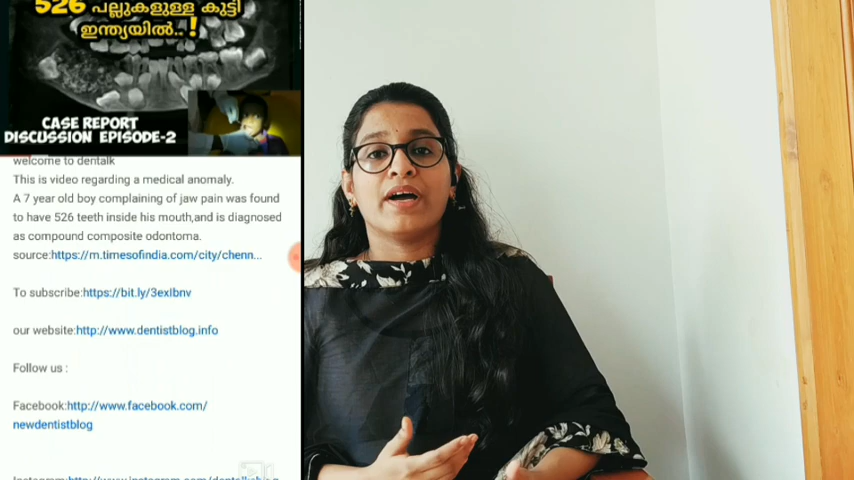 526 പല്ലുകളുള്ള കുട്ടി
ഇന്ത്യയിൽ..!
CASE REPORT
DISCUSSION EPISODE-2
welcome to dentalk
This is video regarding a medical anomaly.
A 7 year old boy complaining of jaw pain was found
to have 526 teeth inside his mouth,and is diagnosed
as compound composite odontoma.
source:https://m.timesofindia.com/city/chenn...
To subscribe:https://bit.ly/3exIbnv
our website:http://www.dentistblog.info
Follow us :
Facebook:http://www.facebook.com/
newdentistblog